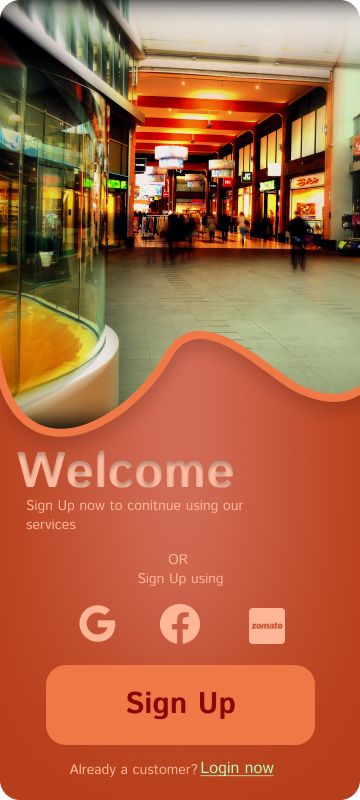 Welcome
Sign Up now to conitnue using our
services
OR
Sign Up using
zomato
Sign Up
Already a customer? Login now